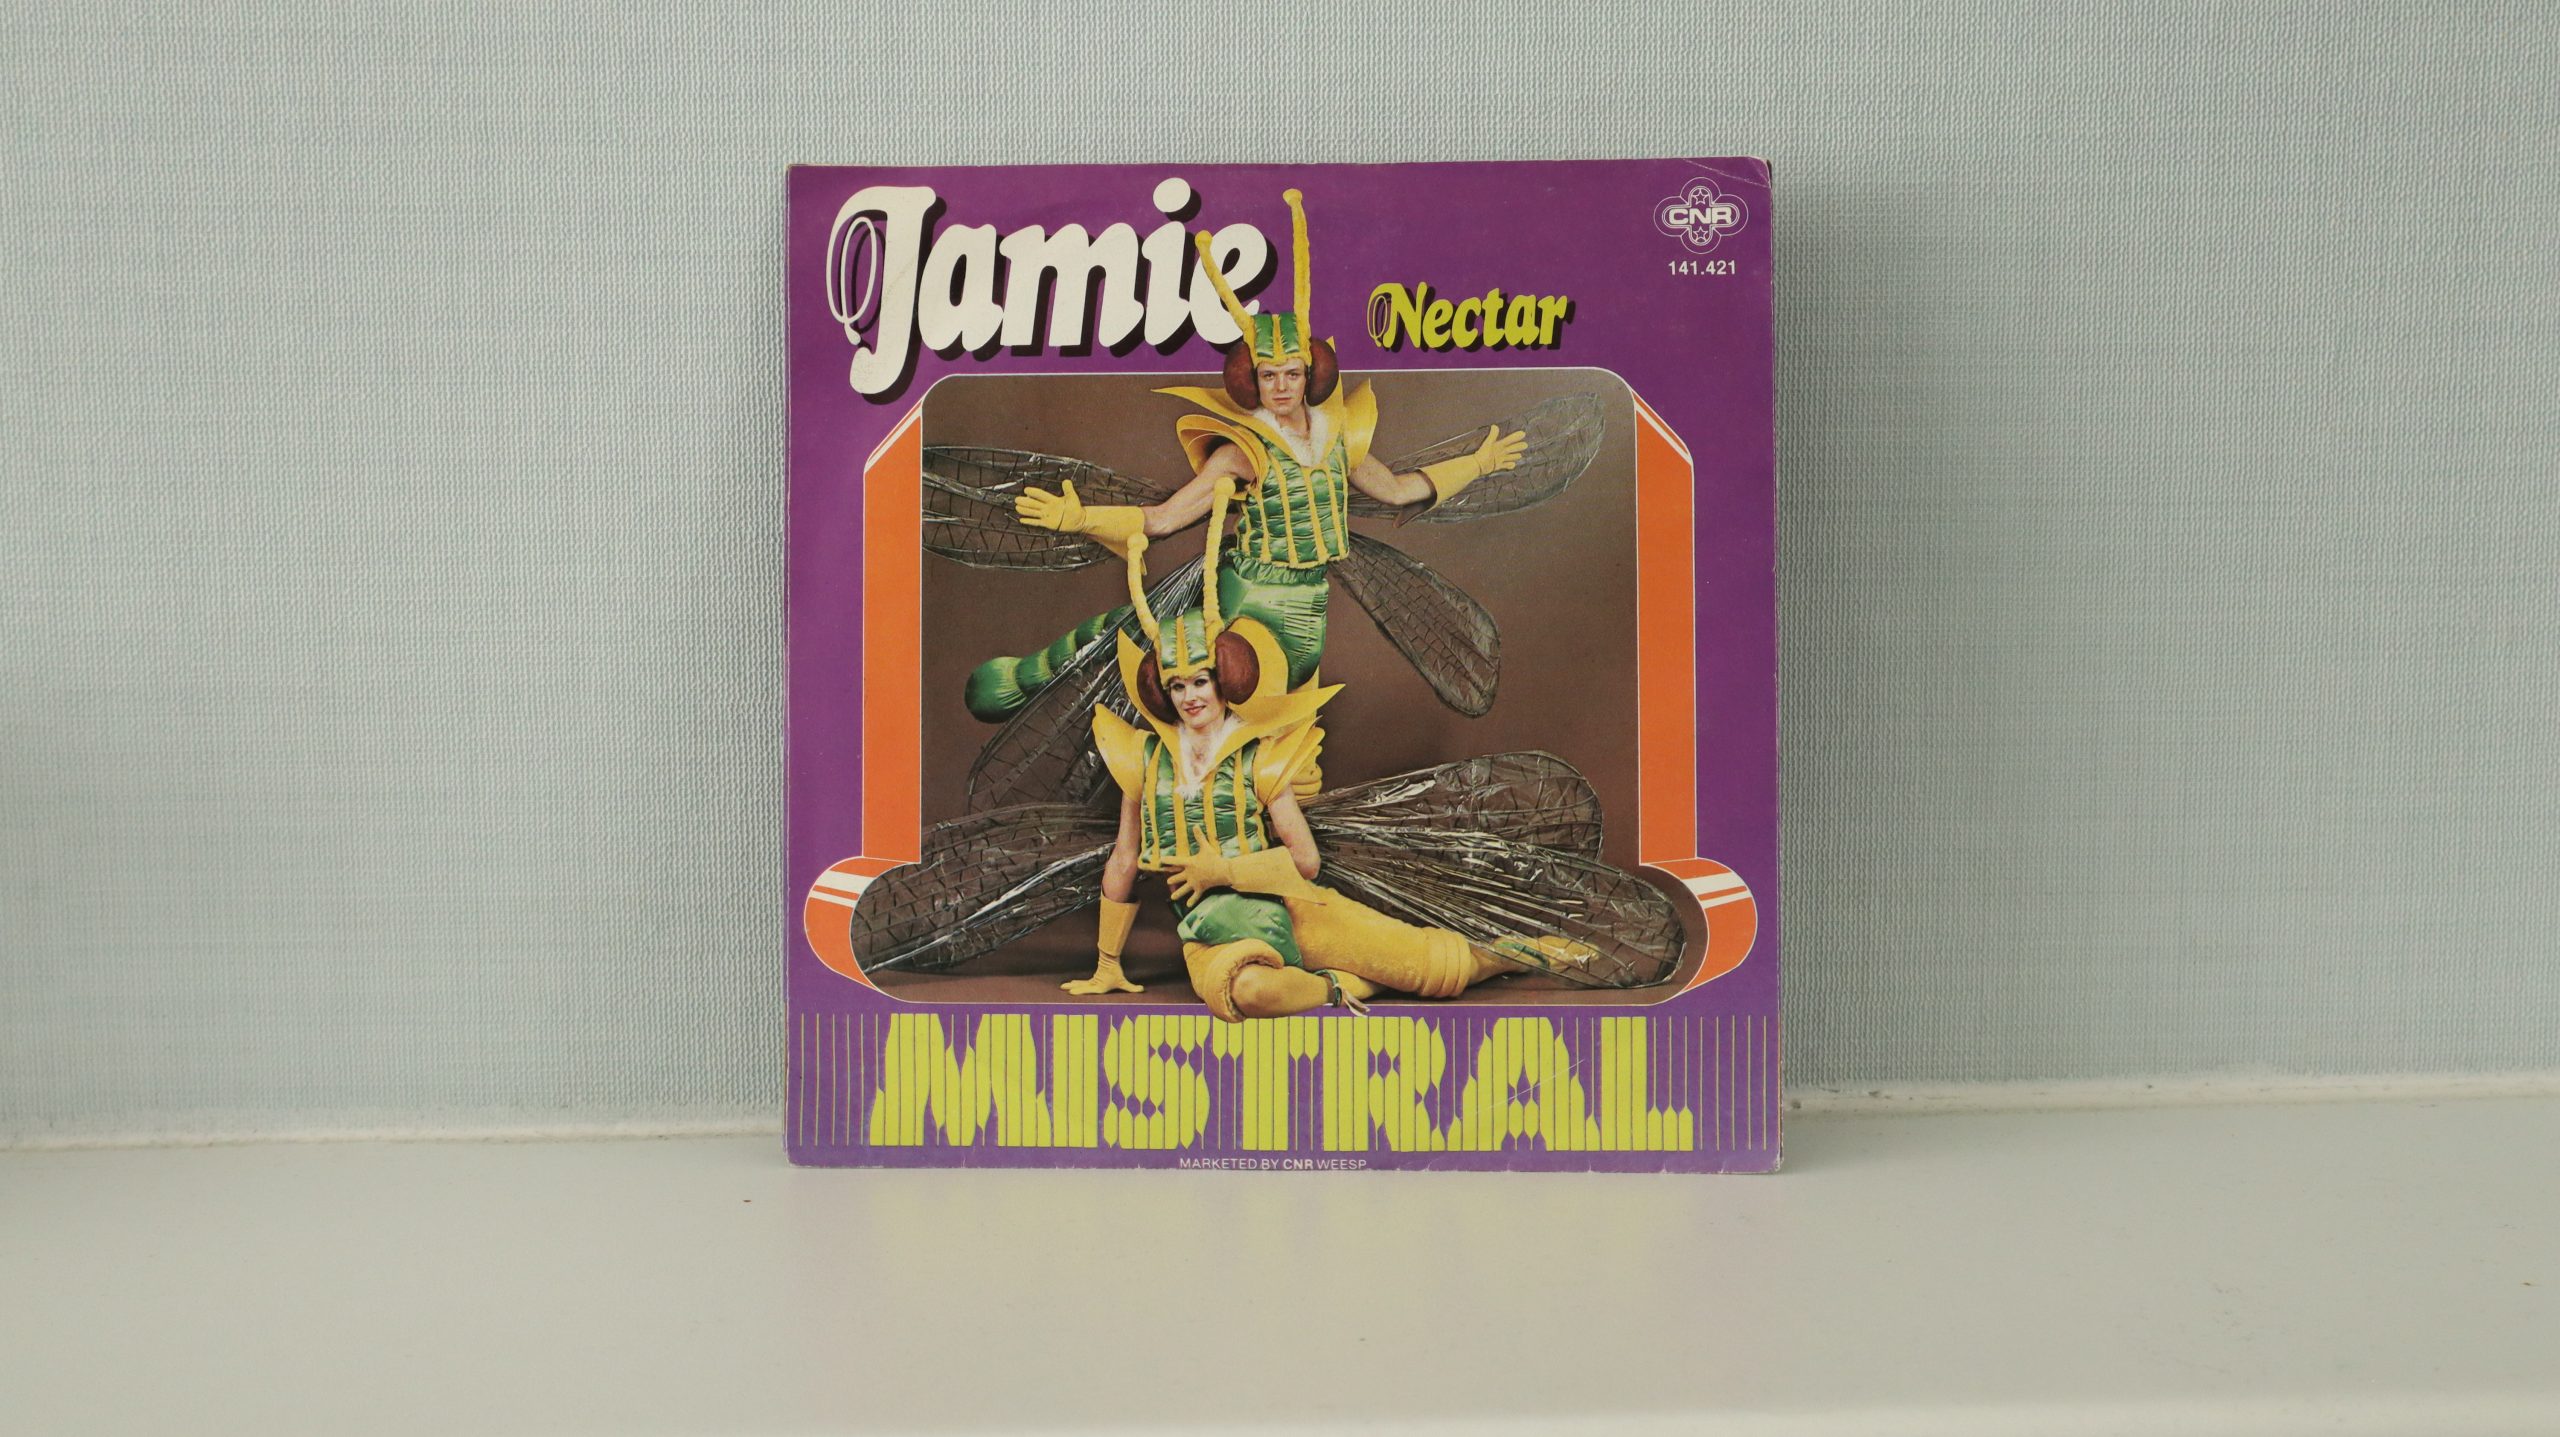 Jamie
CNR
141.421
Nectar
MISTRAL
MARKETED BY CNR WEESP